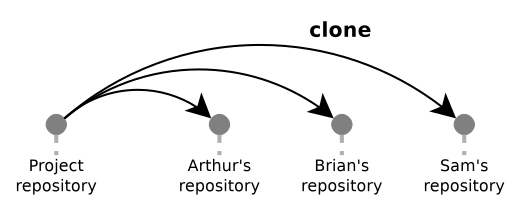 clone
Project
repository
Arthur's
repository
Brian's
repository
Sam's
repository